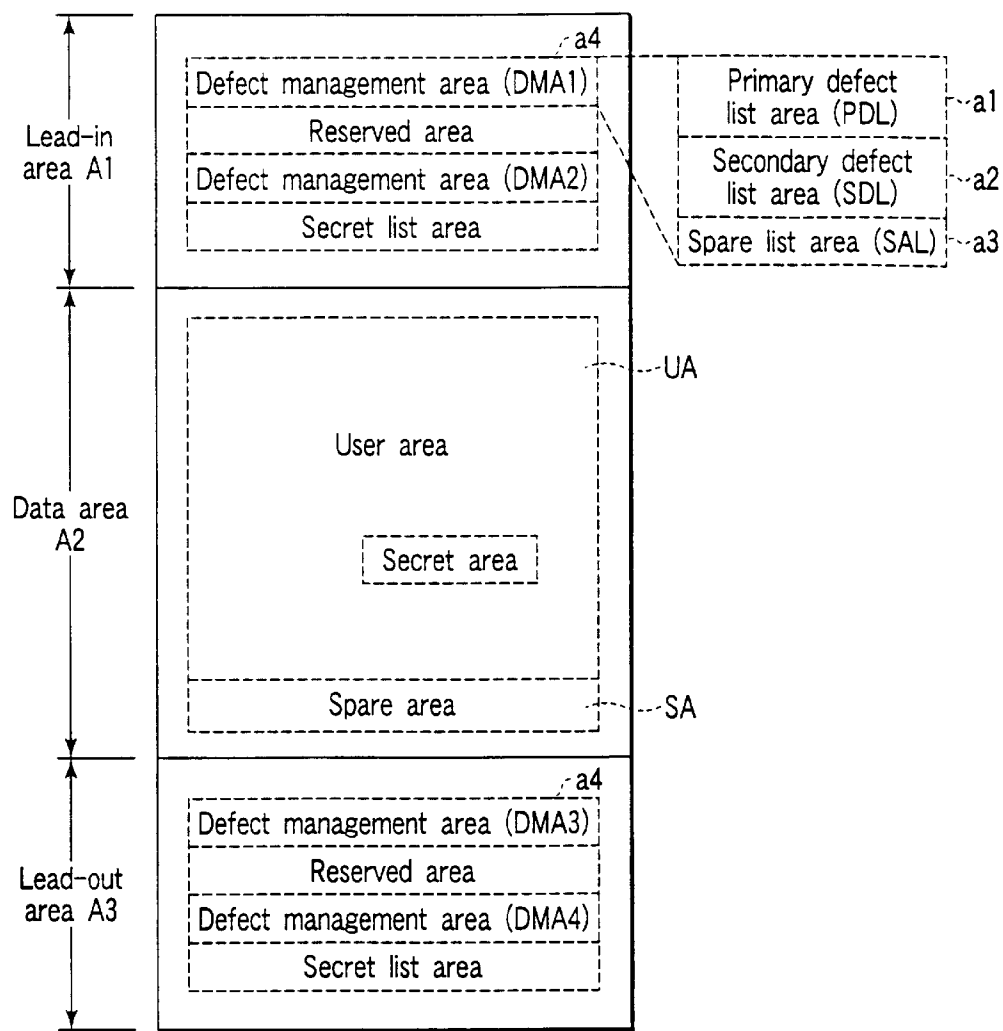 a4
Defect management area (DMA1)
Reserved area
Defect management area (DMA2)
Secret list area
Lead-in
area A1
Primary defect
list area (PDL)
a1
Secondary defect
list area (SDL)
a2
Spare list area (SAL)
a3
UA
User area
Secret area
Data area
A2
Spare area
SA
a4
Defect management area (DMA3)
Reserved area
Defect management area (DMA4)
Secret list area
Lead-out
area A3